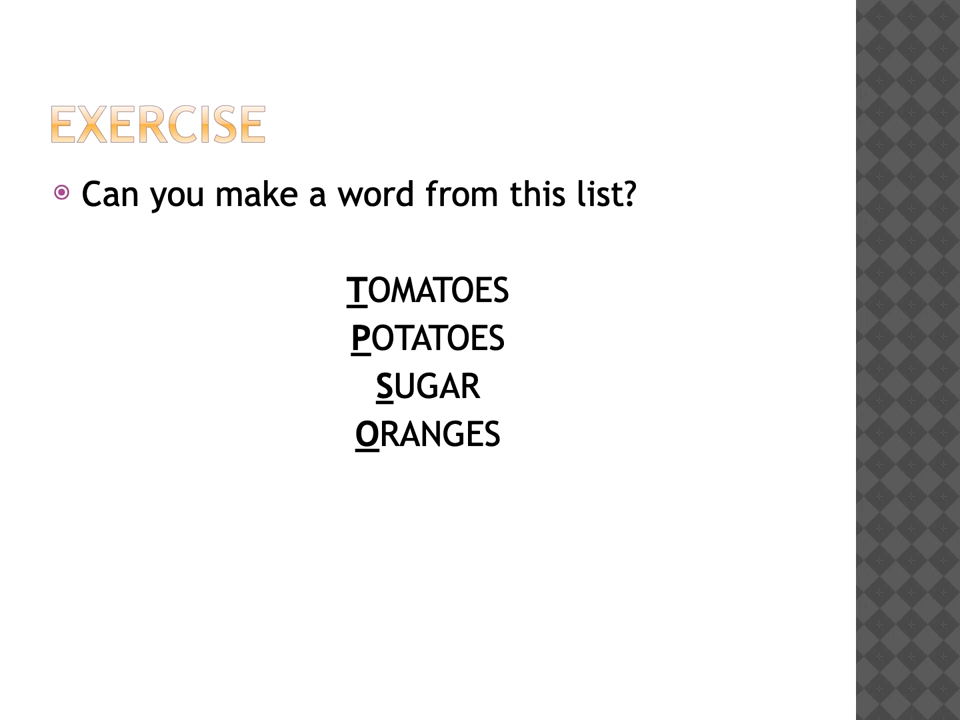 EXERCISE
Can you make a word from this list?
TOMATOES
POTATOES
SUGAR
ORANGES